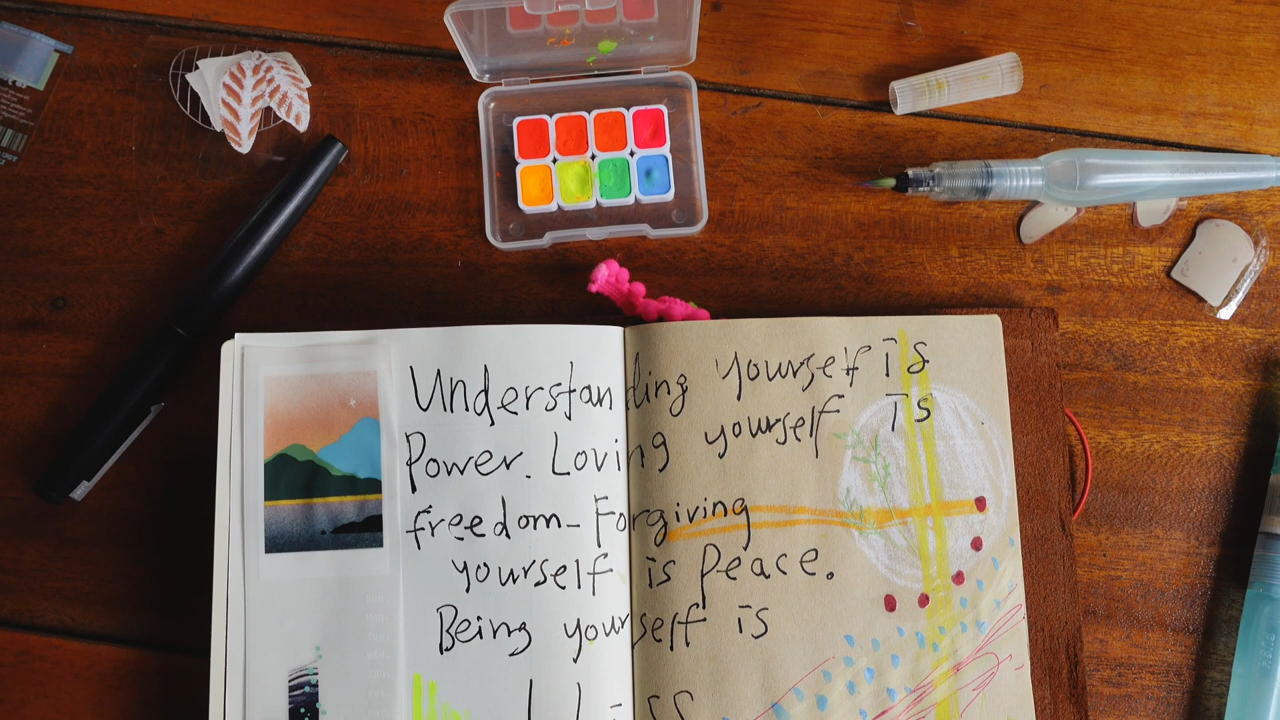 Understanding yourself is
Power. Loving yourself is
freedom- Forgiving
yourself is Peace.
Being yourself is